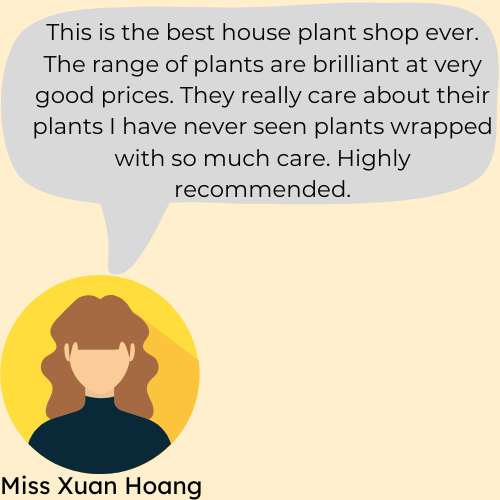 This is the best house plant shop ever.
The range of plants are brilliant at very
good prices. They really care about their
plants I have never seen plants wrapped
with so much care. Highly
recommended.
Miss Xuan Hoang